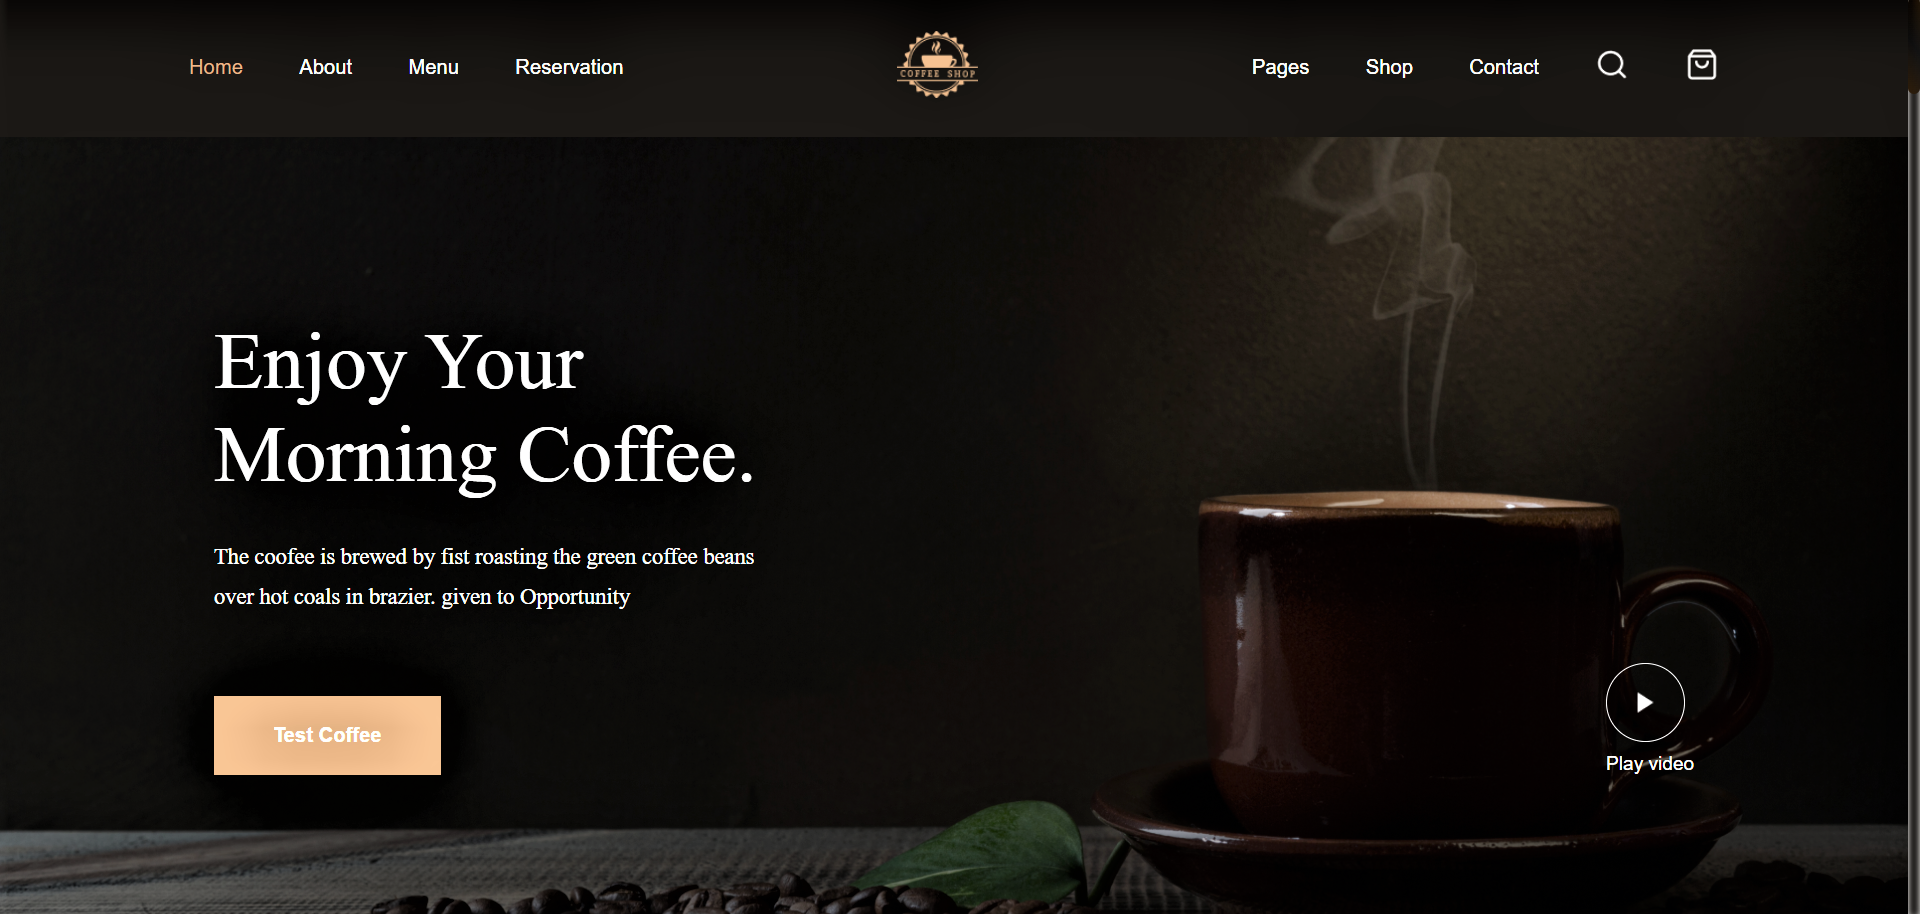 Home About Menu Reservation
COFFEE SHOP
Pages Shop Contact
Enjoy Your
Morning Coffee.
The coofee is brewed by fist roasting the green coffee beans
over hot coals in brazier. given to Opportunity
Test Coffee
Play video